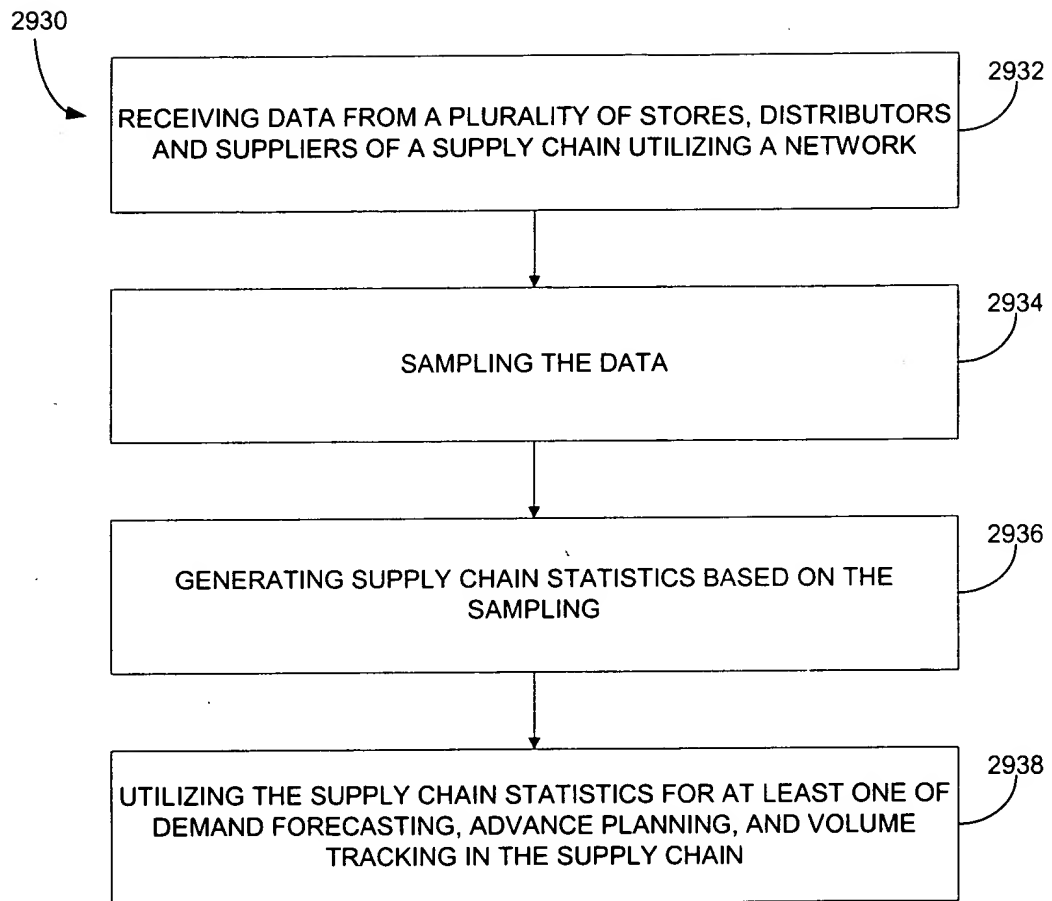 2930
2932
RECEIVING DATA FROM A PLURALITY OF STORES, DISTRIBUTORS
AND SUPPLIERS OF A SUPPLY CHAIN UTILIZING A NETWORK
2934
SAMPLING THE DATA
2936
GENERATING SUPPLY CHAIN STATISTICS BASED ON THE
SAMPLING
2938
UTILIZING THE SUPPLY CHAIN STATISTICS FOR AT LEAST ONE OF
DEMAND FORECASTING, ADVANCE PLANNING, AND VOLUME
TRACKING IN THE SUPPLY CHAIN